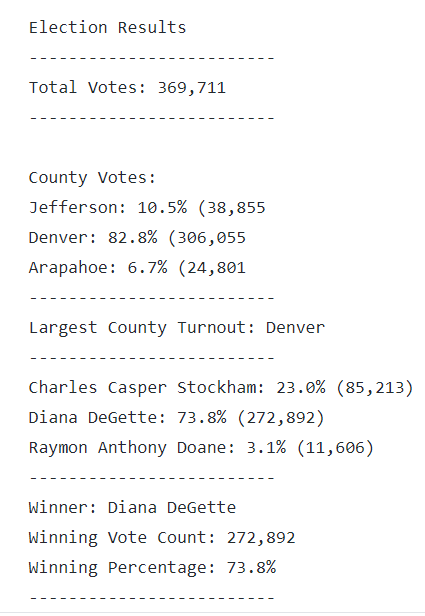 Election Results
-------------------------
Total Votes: 369,711
-------------------------
County Votes:
Jefferson: 10.5% (38,855
Denver: 82.8% (306,055
Arapahoe: 6.7% (24,801
-------------------------
Largest County Turnout: Denver
-------------------------
Charles Casper Stockham: 23.0% (85,213)
Diana DeGette: 73.8% (272,892)
Raymon Anthony Doane: 3.1% (11,606)
-------------------------
Winner: Diana DeGette
Winning Vote Count: 272,892
Winning Percentage: 73.8%
-------------------------